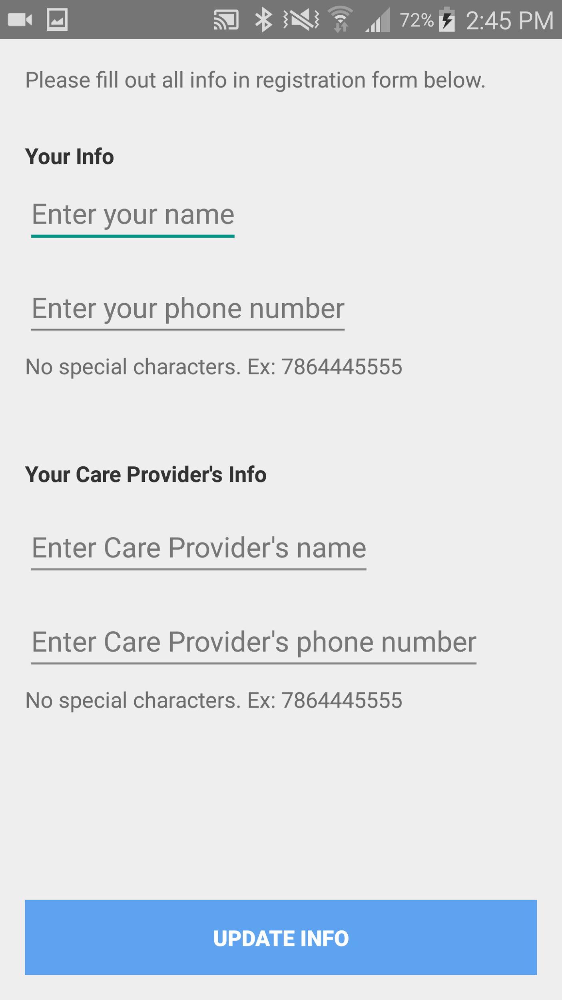 72% 2:45 PM
Please fill out all info in registration form below.
Your Info
Enter your name
Enter your phone number
No special characters. Ex: 7864445555
Your Care Provider's Info
Enter Care Provider's name
Enter Care Provider's phone number
No special characters. Ex: 7864445555
UPDATE INFO